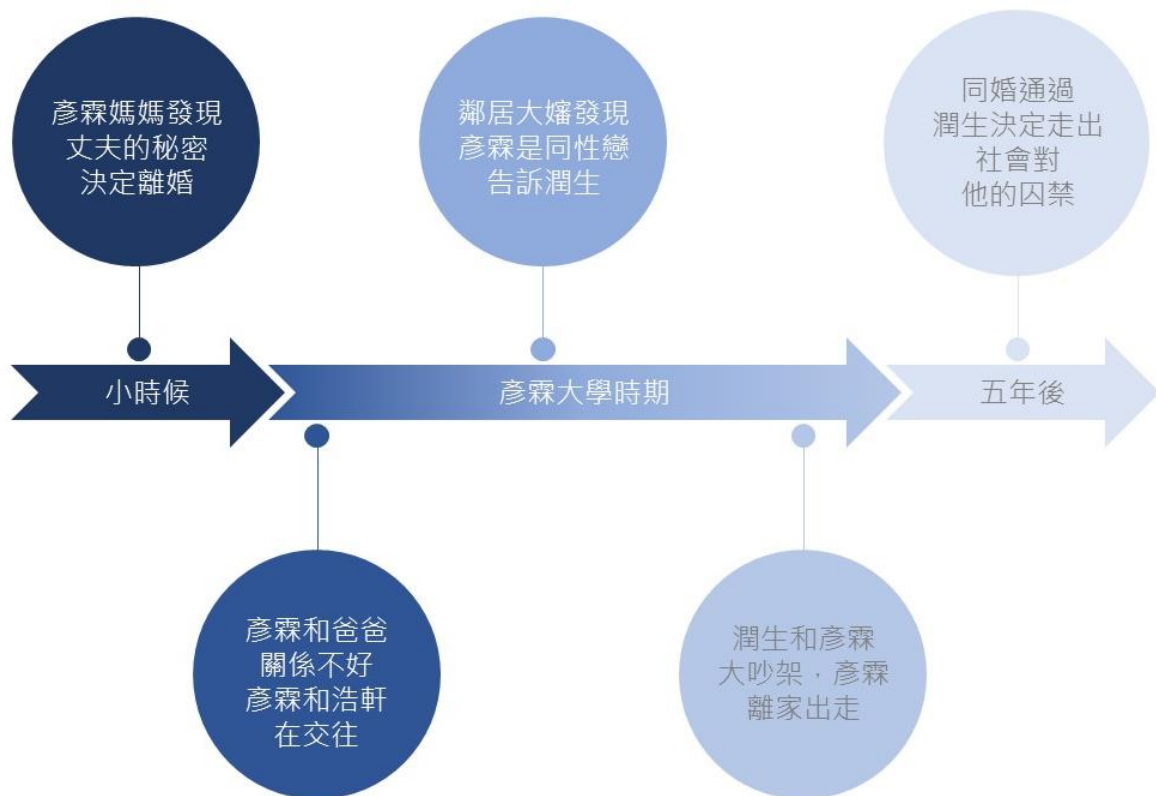 彥霖媽媽發現
丈夫的秘密
決定離婚
鄰居大嬸發現
彥霖是同性戀
告訴潤生
同婚通過
潤生決定走出
社會對
他的囚禁
小時候
彥霖大學時期
五年後
彥霖和爸爸
關係不好
彥霖和浩軒
在交往
潤生和彥霖
大吵架，彥霖
離家出走